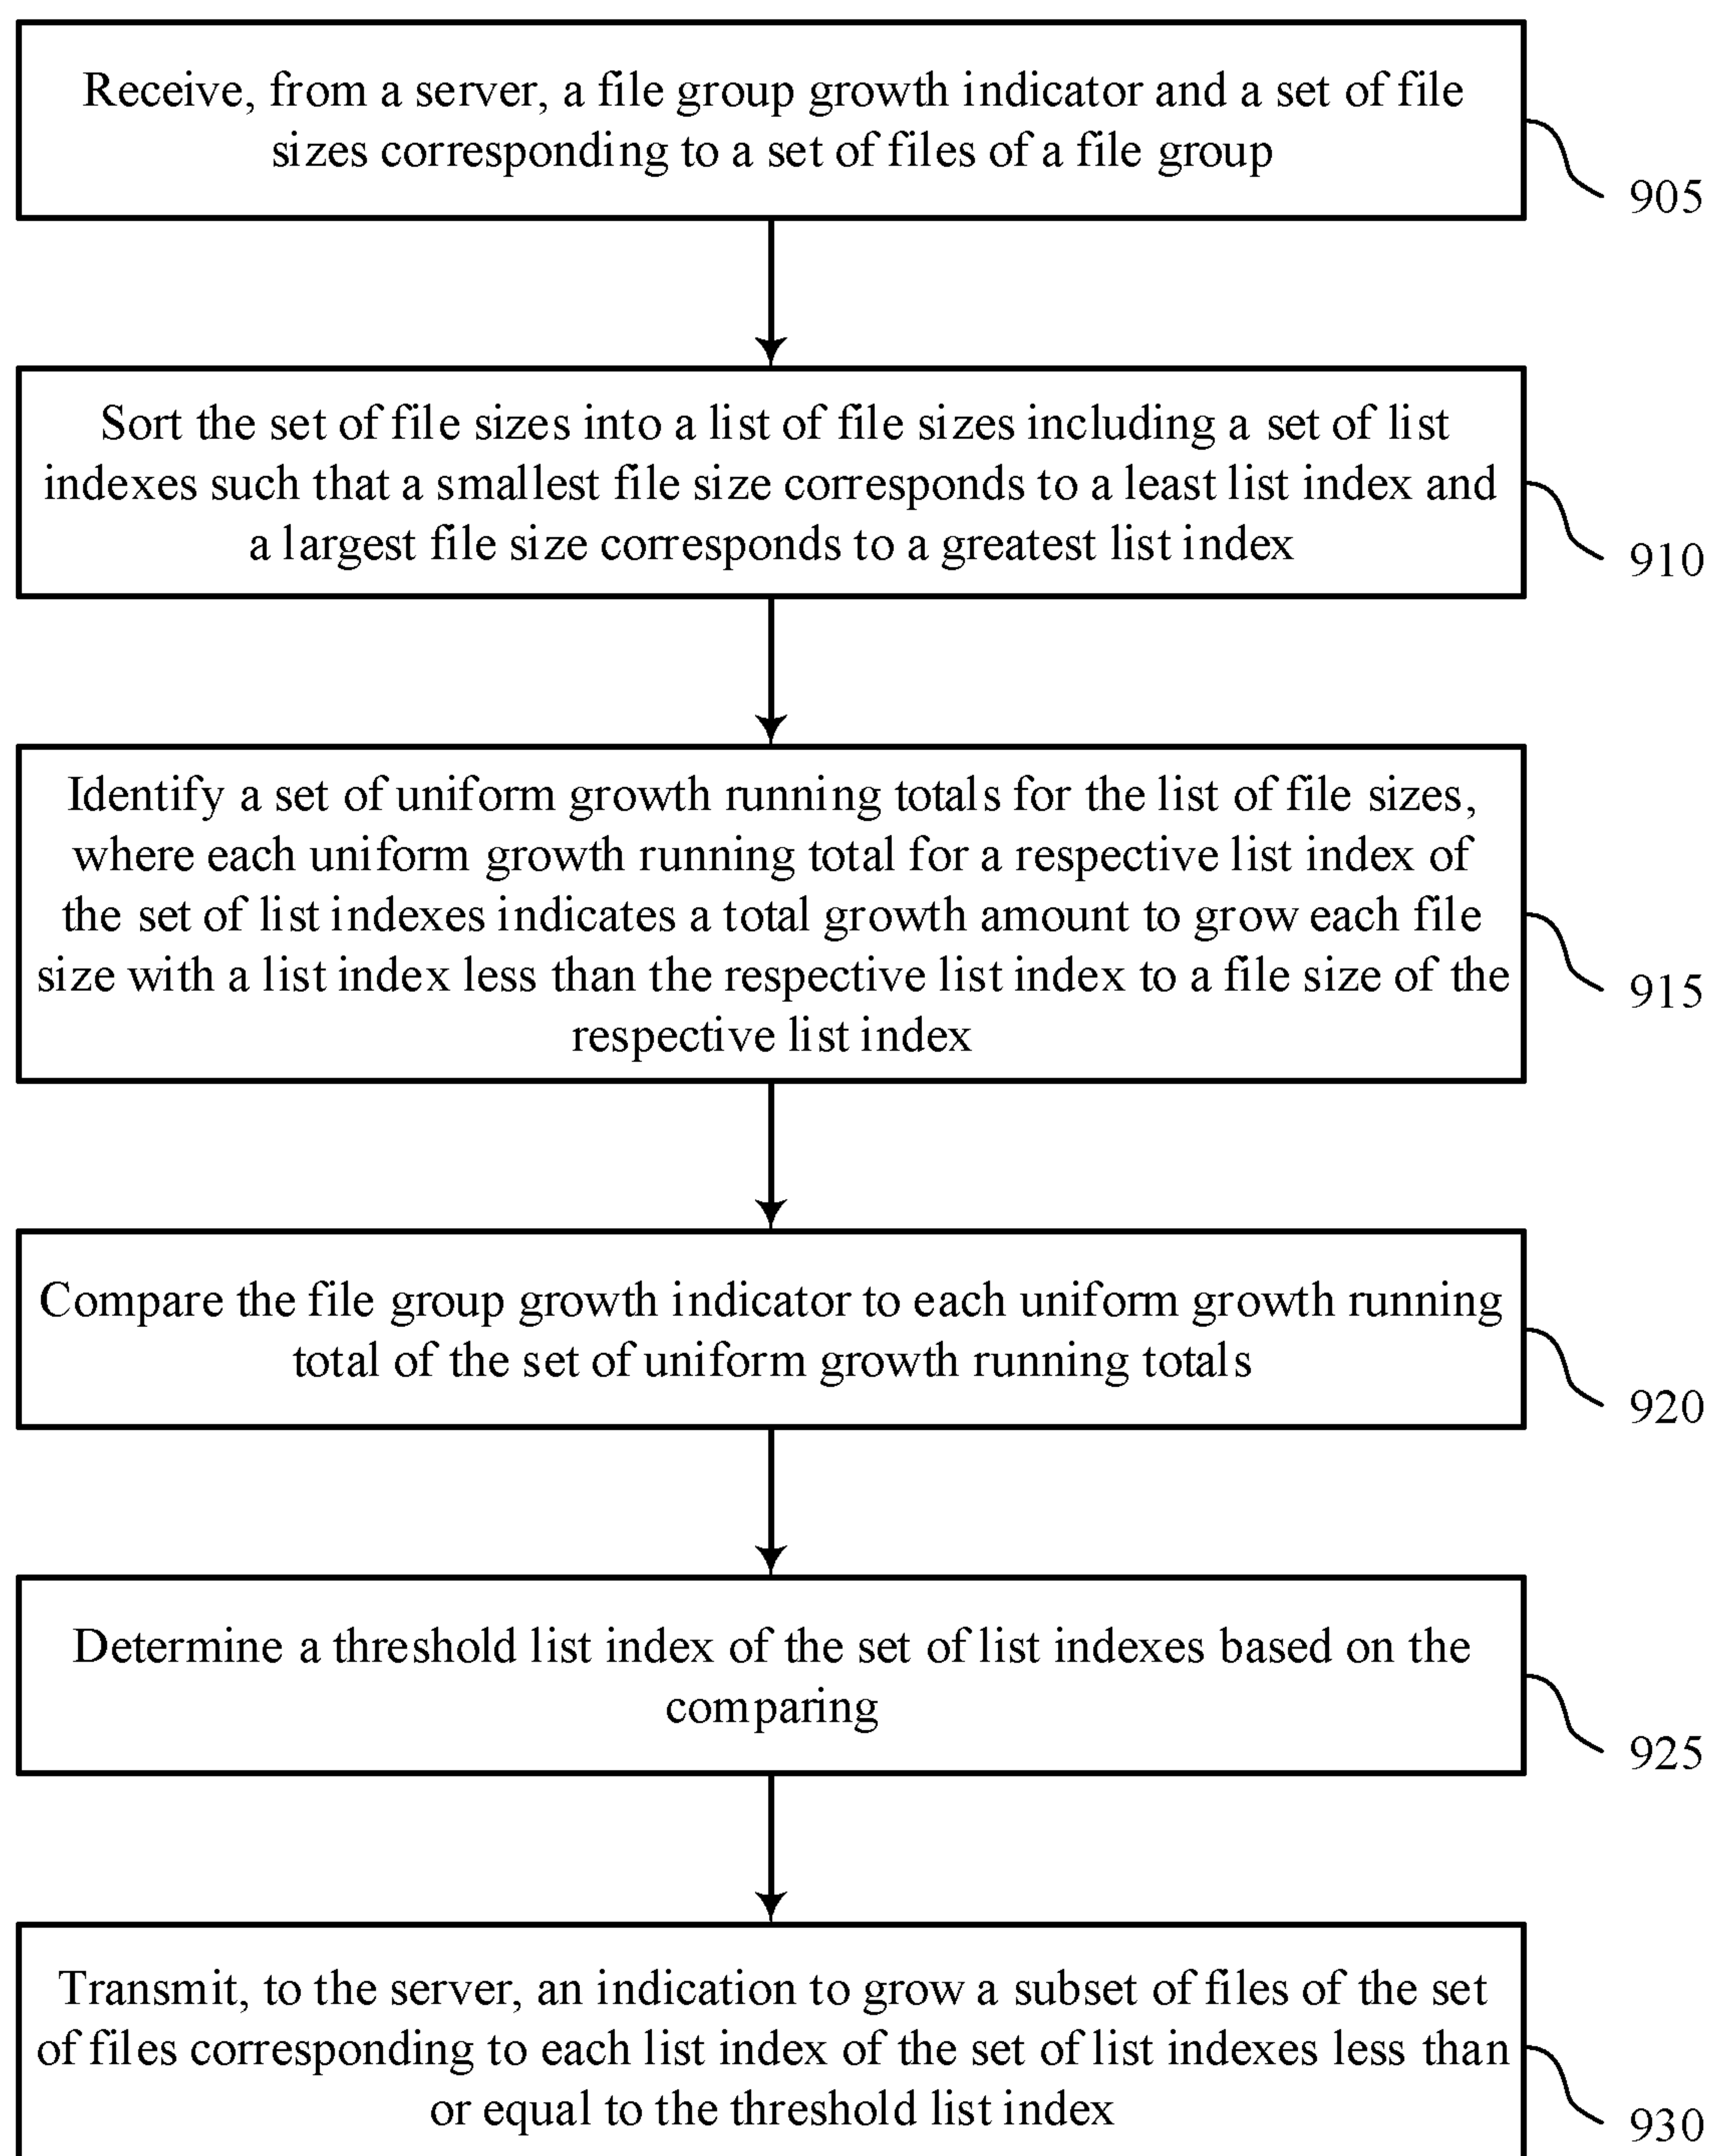 Receive, from a server, a file group growth indicator and a set of file
sizes corresponding to a set of files of a file group
905
Sort the set of file sizes into a list of file sizes including a set of list
indexes such that a smallest file size corresponds to a least list index and
a largest file size corresponds to a greatest list index
910
Identify a set of uniform growth running totals for the list of file sizes,
where each uniform growth running total for a respective list index of
the set of list indexes indicates a total growth amount to grow each file
size with a list index less than the respective list index to a file size of the
respective list index
915
Compare the file group growth indicator to each uniform growth running
total of the set of uniform growth running totals
920
Determine a threshold list index of the set of list indexes based on the
comparing
925
Transmit, to the server, an indication to grow a subset of files of the set
of files corresponding to each list index of the set of list indexes less than
or equal to the threshold list index
930